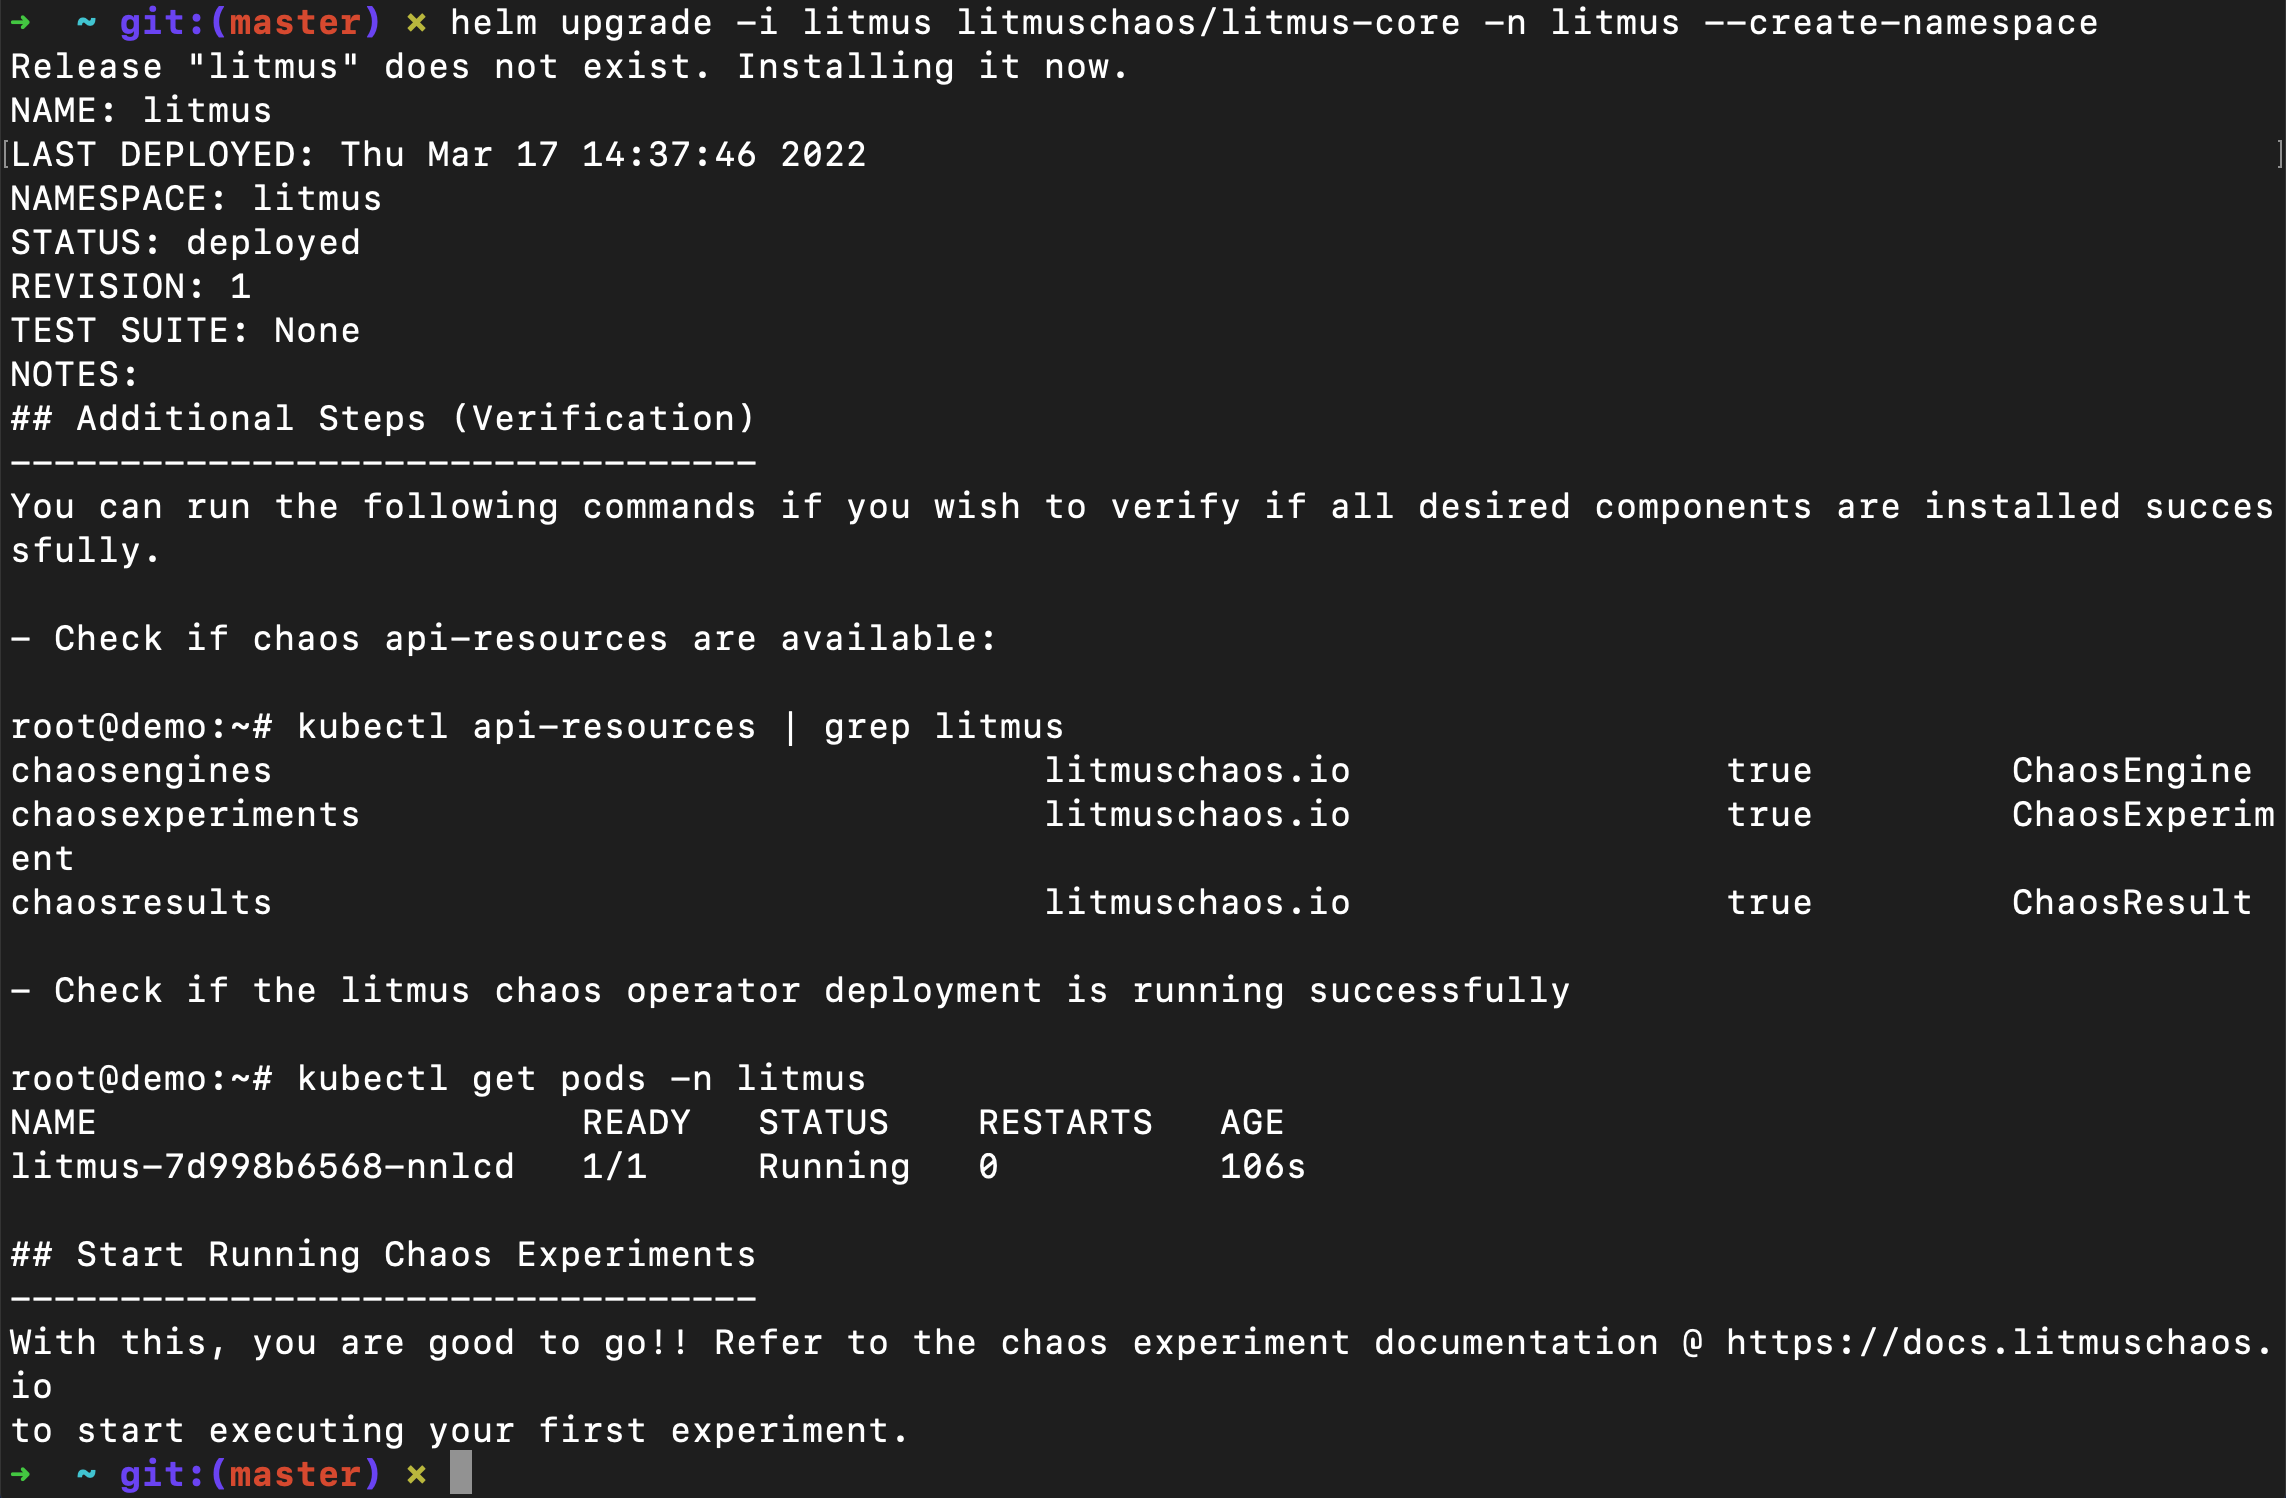 ➜  ~ git:(master) ✗ helm upgrade -i litmus litmuschaos/litmus-core -n litmus --create-namespace
Release "litmus" does not exist. Installing it now.
NAME: litmus
[LAST DEPLOYED: Thu Mar 17 14:37:46 2022 ]
NAMESPACE: litmus
STATUS: deployed
REVISION: 1
TEST SUITE: None
NOTES:
## Additional Steps (Verification)
----------------------------------
You can run the following commands if you wish to verify if all desired components are installed succes
sfully.

- Check if chaos api-resources are available:

root@demo:~# kubectl api-resources | grep litmus
chaosengines                                   litmuschaos.io                 true         ChaosEngine
chaosexperiments                               litmuschaos.io                 true         ChaosExperim
ent
chaosresults                                   litmuschaos.io                 true         ChaosResult

- Check if the litmus chaos operator deployment is running successfully

root@demo:~# kubectl get pods -n litmus
NAME                      READY   STATUS    RESTARTS   AGE
litmus-7d998b6568-nnlcd   1/1     Running   0          106s

## Start Running Chaos Experiments
----------------------------------
With this, you are good to go!! Refer to the chaos experiment documentation @ https://docs.litmuschaos.
io
to start executing your first experiment.
➜  ~ git:(master) ✗